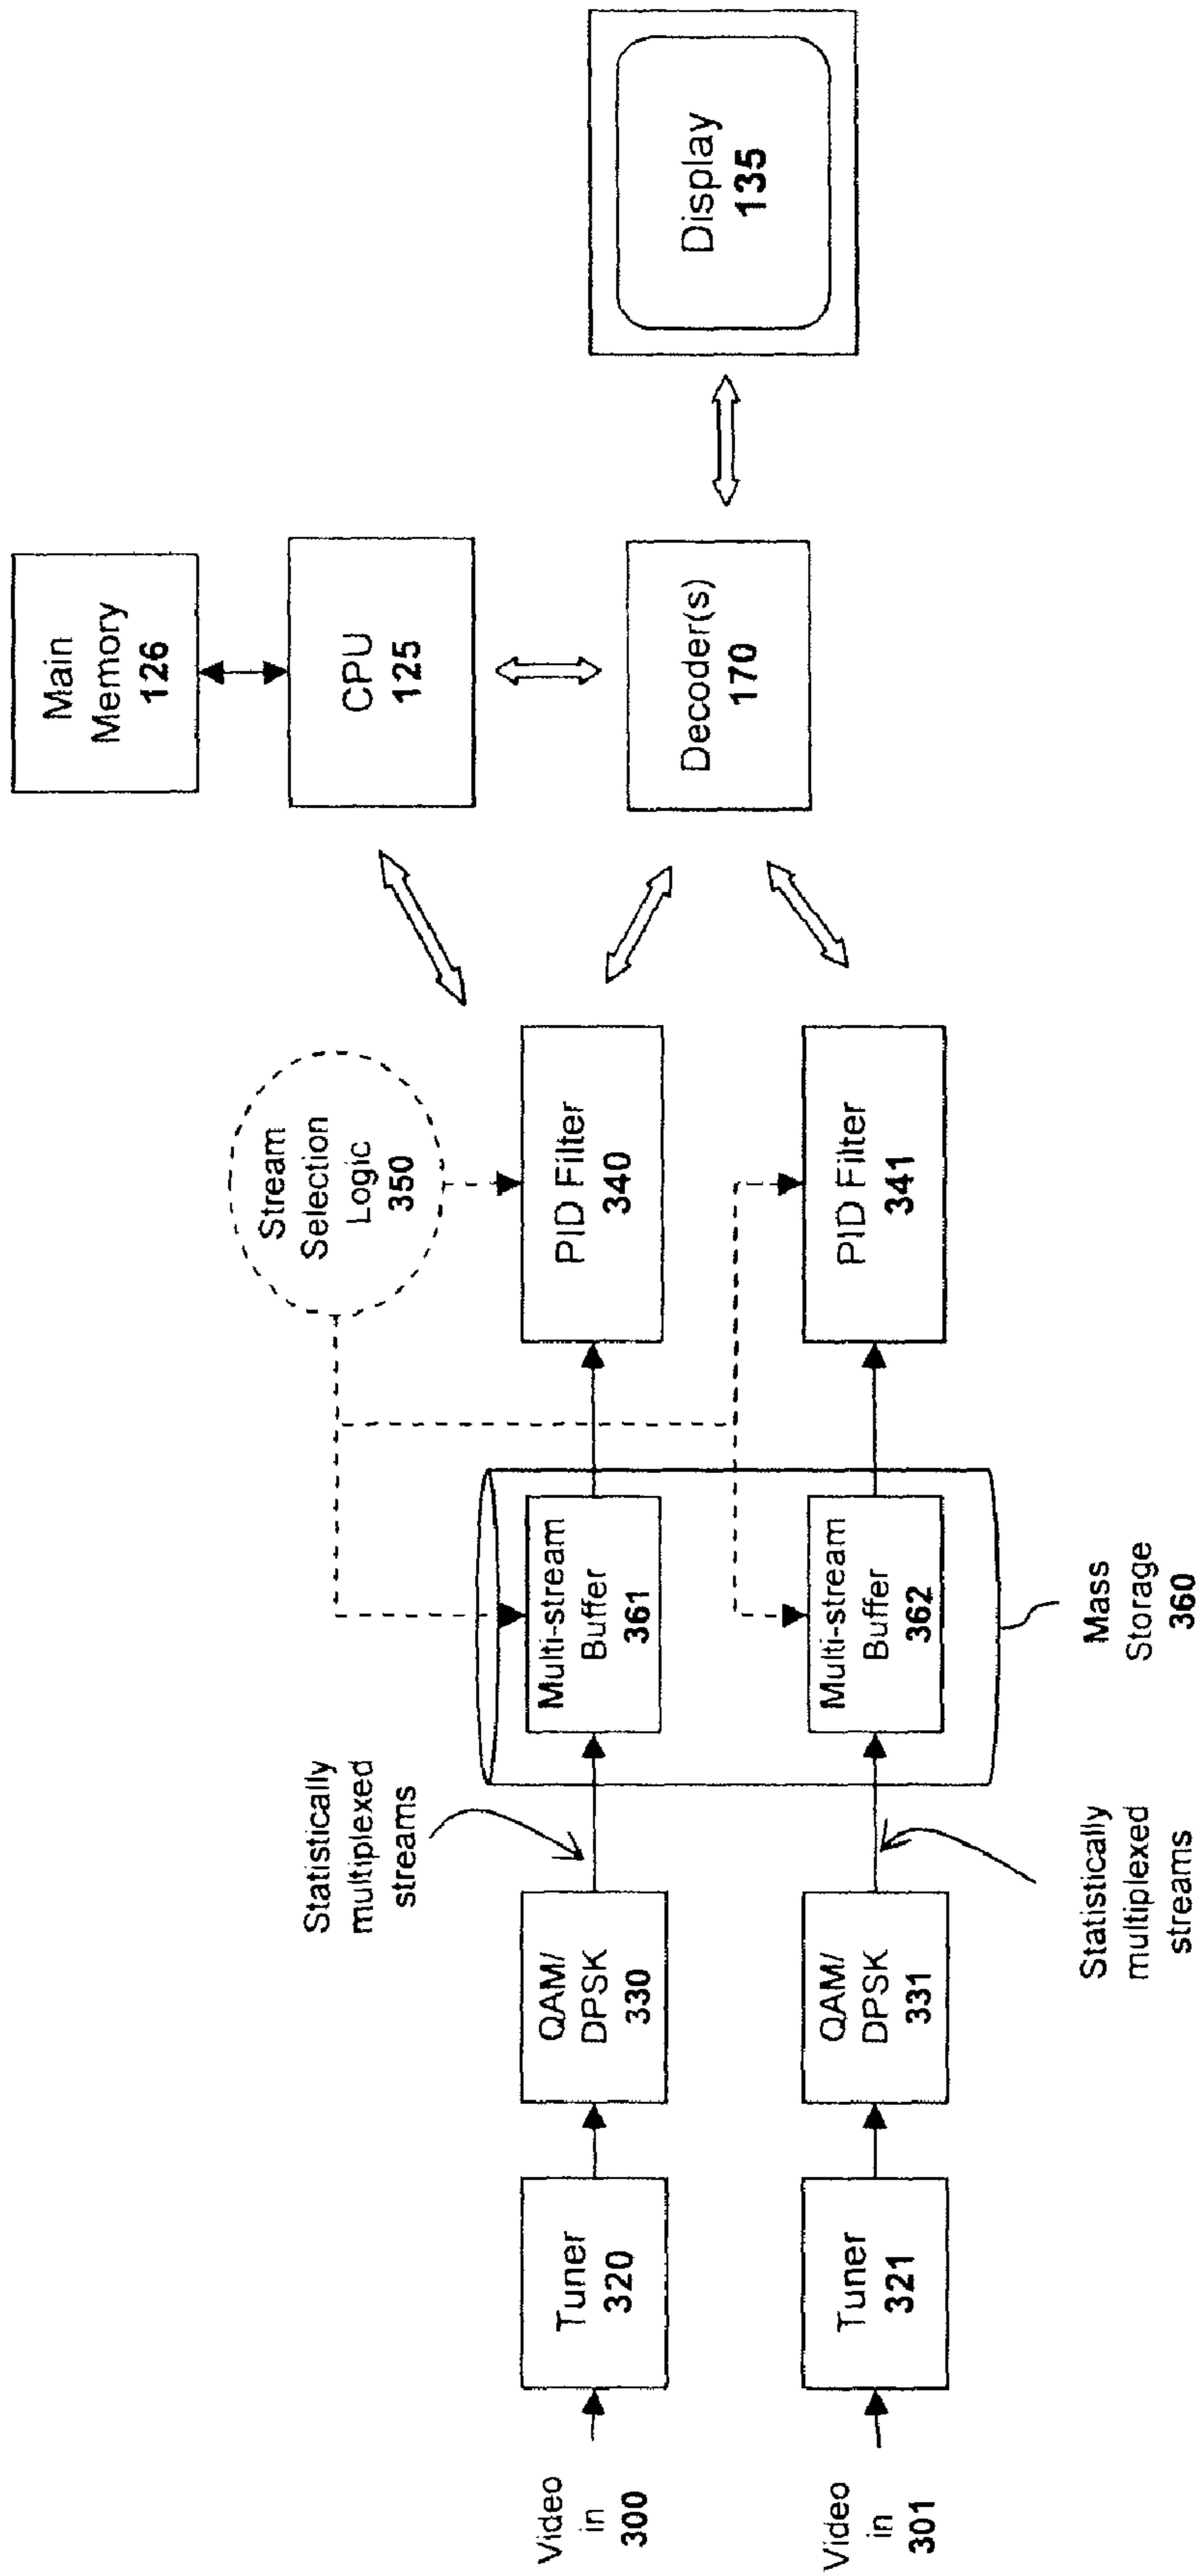 Main
Memory
126
CPU
125
Stream
Selection
Logic
350
Statistically
multiplexed
streams
Video
in
300
Tuner
320
QAM/
DPSK
330
Multi-stream
Buffer
361
PID Filter
340
Decoder(s)
170
Display
135
Video
in
301
Tuner
321
QAM/
DPSK
331
Multi-stream
Buffer
362
PID Filter
341
Statistically
multiplexed
streams
Mass
Storage
360